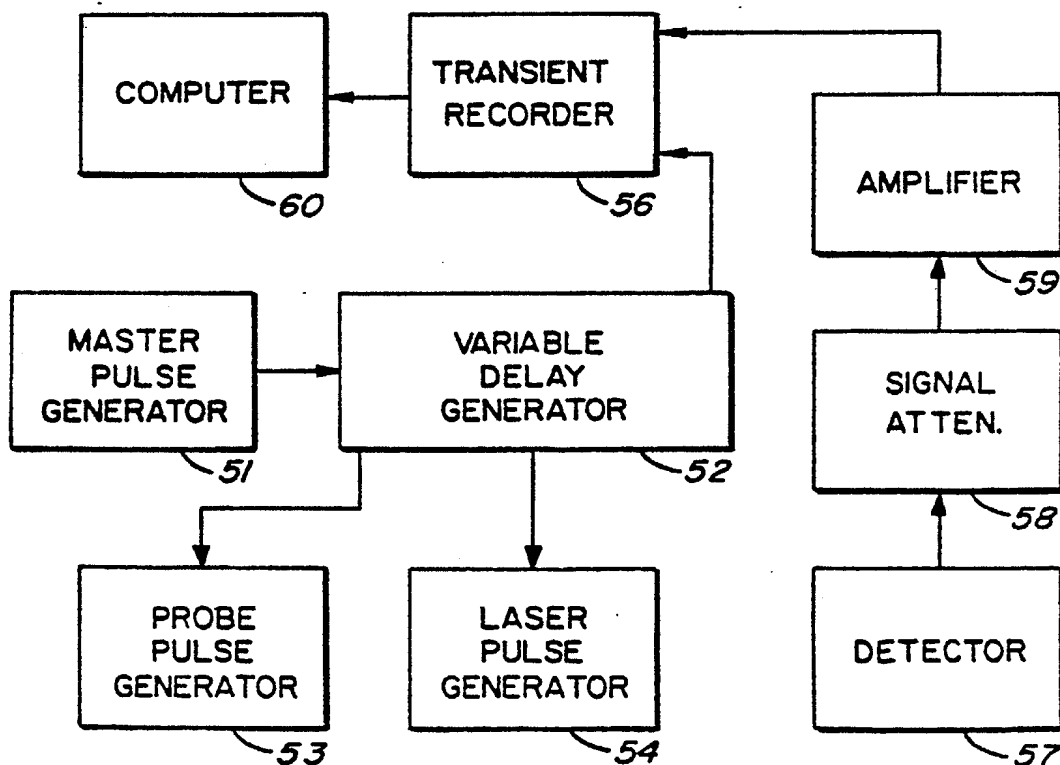 COMPUTER
60
TRANSIENT
RECORDER
56
AMPLIFIER
59
MASTER
PULSE
GENERATOR
51
VARIABLE
DELAY
GENERATOR
52
SIGNAL
ATTEN.
58
PROBE
PULSE
GENERATOR
53
LASER
PULSE
GENERATOR
54
DETECTOR
57